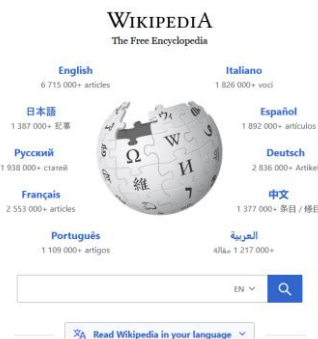 WIKIPEDIA
The Free Encyclopedia
English
6 715 000+ articles
Italiano
1 826 000+ voci
日本語
1 387 000+ 記事
Español
1 892 000+ artículos
Русский
1 938 000+ статей
Deutsch
2 836 000+ Artikel
Français
2 553 000+ articles
中文
1 377 000+ 条目 / 條目
Português
1 109 000+ artigos
العربية
1 217 000+ مقالة
Ω
W
И
維
7
EN
Read Wikipedia in your language